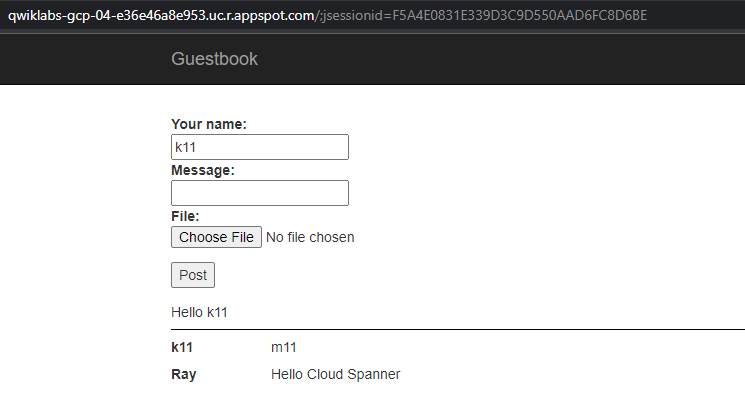 qwiklabs-gcp-04-e36e46a8e953.uc.r.appspot.com/;jsessionid=F5A4E0831E339D3C9D550AAD6FC8D6BE
Guestbook
Your name:
k11
Message:
File:
Choose File No file chosen
Post
Hello k11
k11 m11
Ray Hello Cloud Spanner